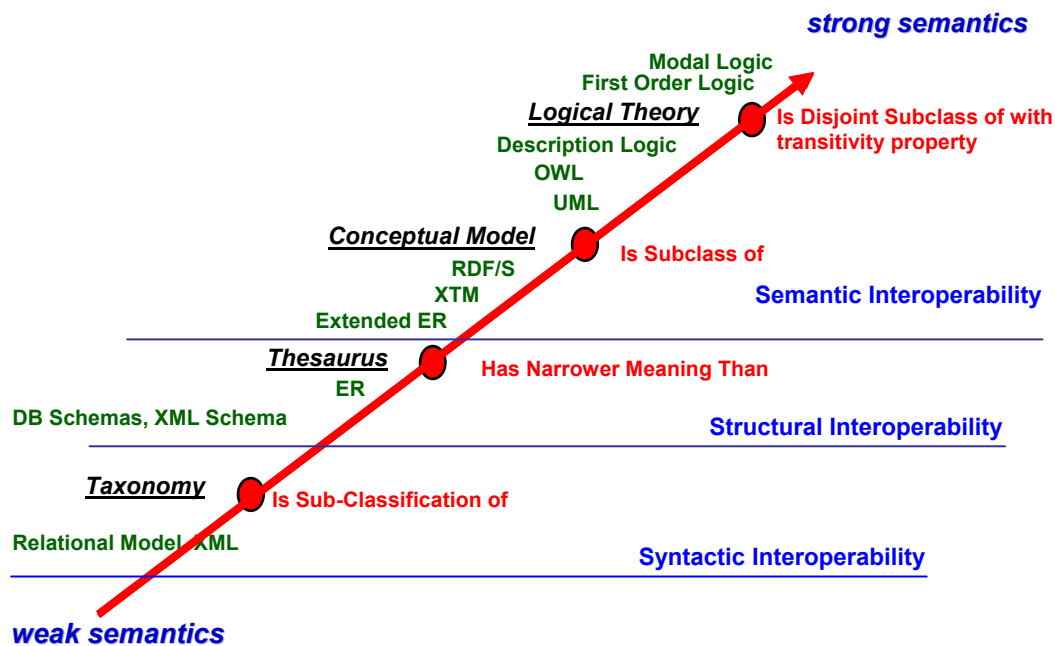 strong semantics
Modal Logic
First Order Logic
Logical Theory
Is Disjoint Subclass of with
transitivity property
Description Logic
OWL
UML
Conceptual Model
Is Subclass of
RDF/S
XTM
Semantic Interoperability
Extended ER
Thesaurus
Has Narrower Meaning Than
ER
DB Schemas, XML Schema
Structural Interoperability
Taxonomy
Is Sub-Classification of
Relational Model, XML
Syntactic Interoperability
weak semantics